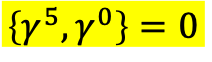 {γ⁵, γ⁰} = 0